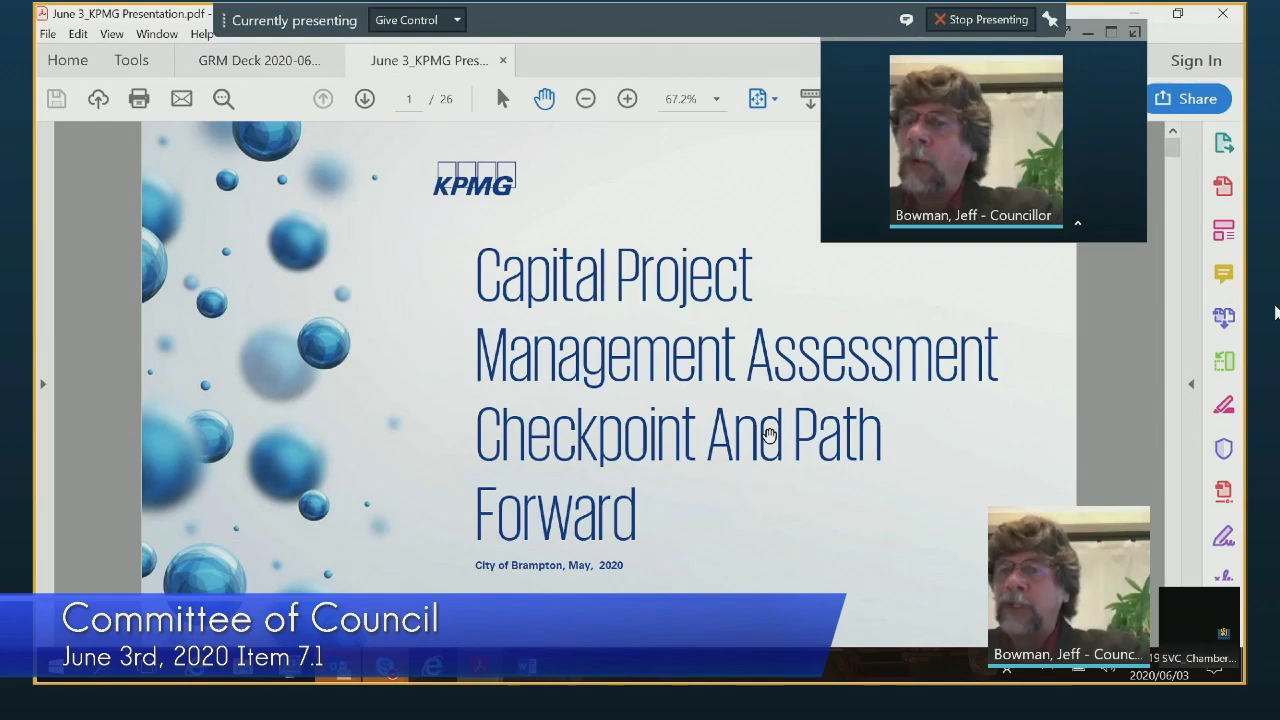 June 3_KPMG Presentation.pdf -
Currently presenting
Give Control
Stop Presenting
File Edit View Window Help
Home Tools
GRM Deck 2020-06...
June 3_KPMG Pres... ×
Sign In
1 / 26
67.2%
Share
KPMG
Bowman, Jeff - Councillor
Capital Project
Management Assessment
Checkpoint And Path
Forward
City of Brampton, May, 2020
Committee of Council
June 3rd, 2020 Item 7.1
Bowman, Jeff - Counc...
19 SVC_Chamber...
2020/06/03